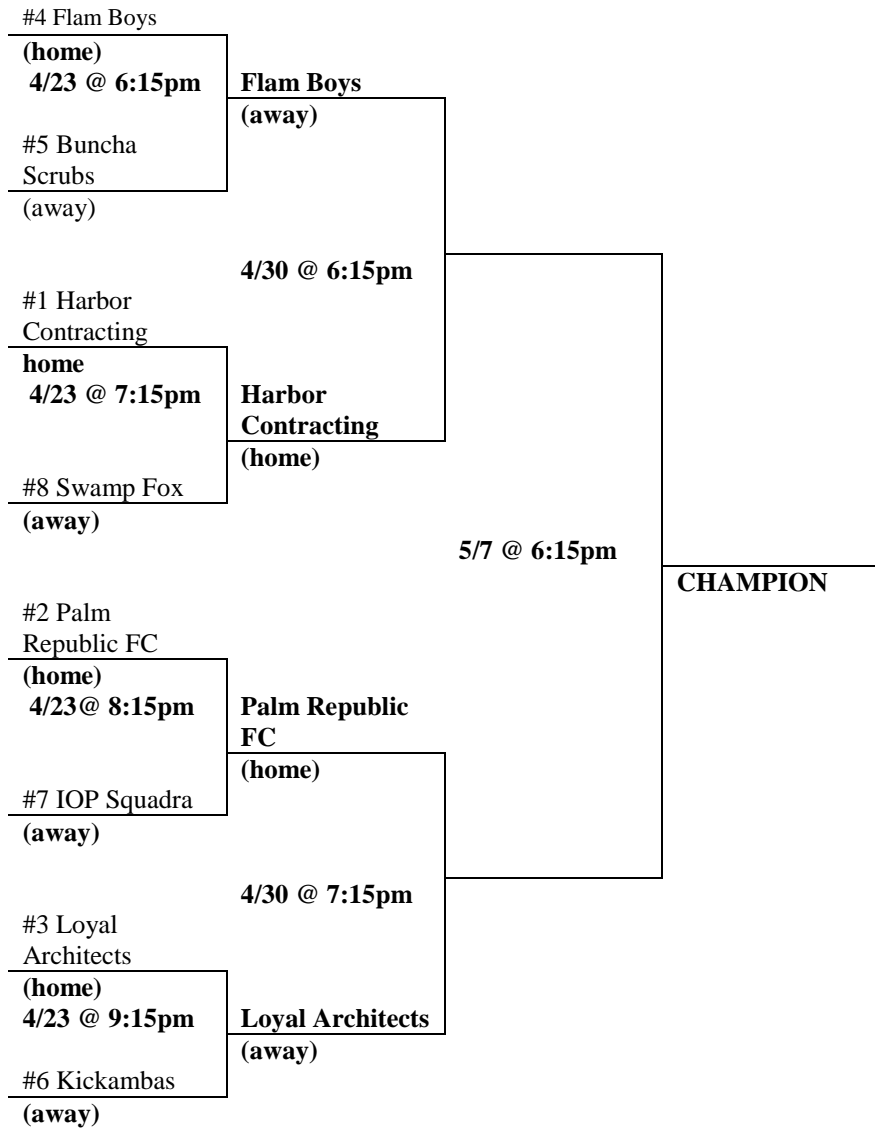 #4 Flam Boys
(home)
4/23 @ 6:15pm
Flam Boys
(away)
#5 Buncha
Scrubs
(away)
4/30 @ 6:15pm
#1 Harbor
Contracting
home
4/23 @ 7:15pm
Harbor
Contracting
(home)
#8 Swamp Fox
(away)
5/7 @ 6:15pm
CHAMPION
#2 Palm
Republic FC
(home)
4/23@ 8:15pm
Palm Republic
FC
(home)
#7 IOP Squadra
(away)
4/30 @ 7:15pm
#3 Loyal
Architects
(home)
4/23 @ 9:15pm
Loyal Architects
(away)
#6 Kickambas
(away)